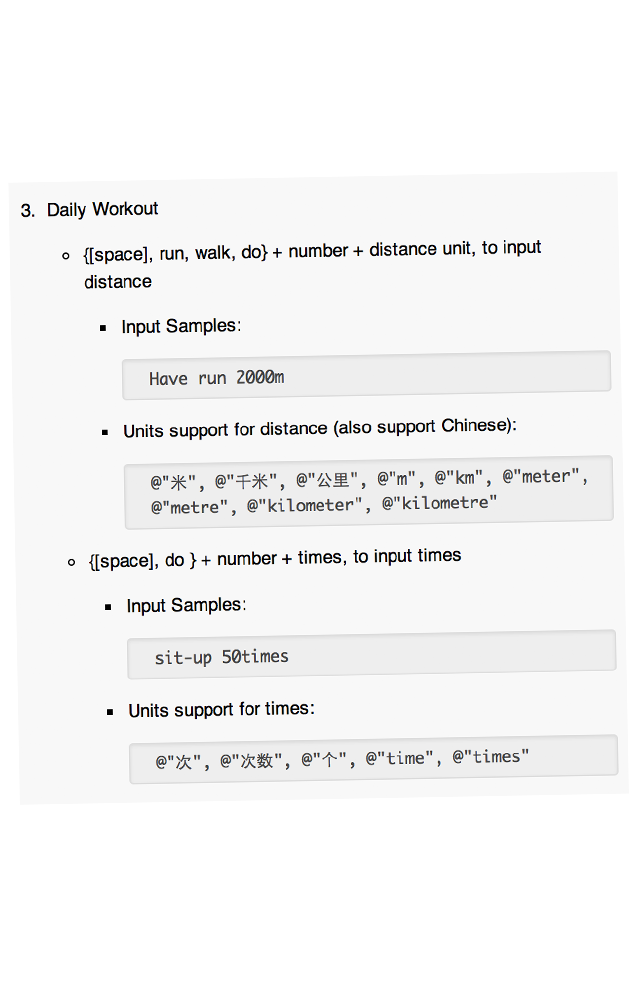 3. Daily Workout
{[space], run, walk, do} + number + distance unit, to input
distance
Input Samples:
Have run 2000m
Units support for distance (also support Chinese):
@"米", @"千米", @"公里", @"m", @"km", @"meter",
@"metre", @"kilometer", @"kilometre"
{[space], do } + number + times, to input times
Input Samples:
sit-up 50times
Units support for times:
@"次", @"次数", @"个", @"time", @"times"